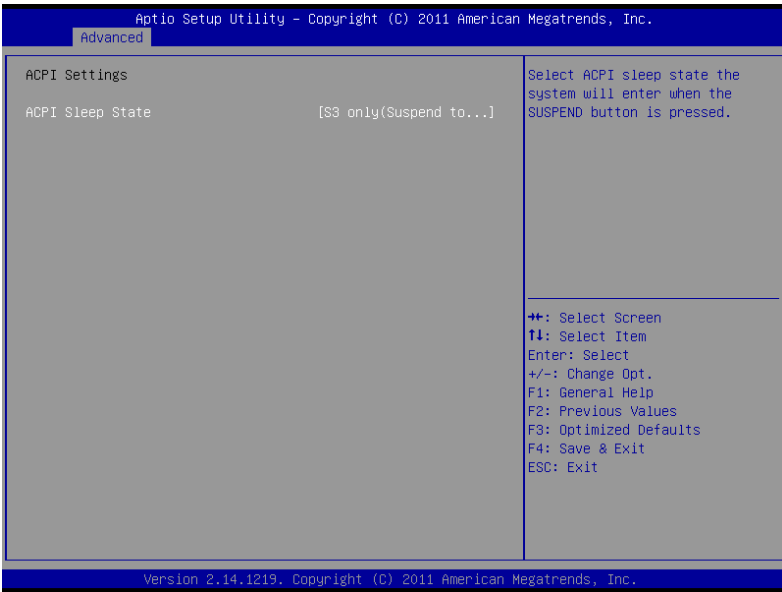 Aptio Setup Utility – Copyright (C) 2011 American Megatrends, Inc.
Advanced
ACPI Settings
ACPI Sleep State [S3 only(Suspend to...]
Select ACPI sleep state the
system will enter when the
SUSPEND button is pressed.
→←: Select Screen
↑↓: Select Item
Enter: Select
+/-: Change Opt.
F1: General Help
F2: Previous Values
F3: Optimized Defaults
F4: Save & Exit
ESC: Exit
Version 2.14.1219. Copyright (C) 2011 American Megatrends, Inc.